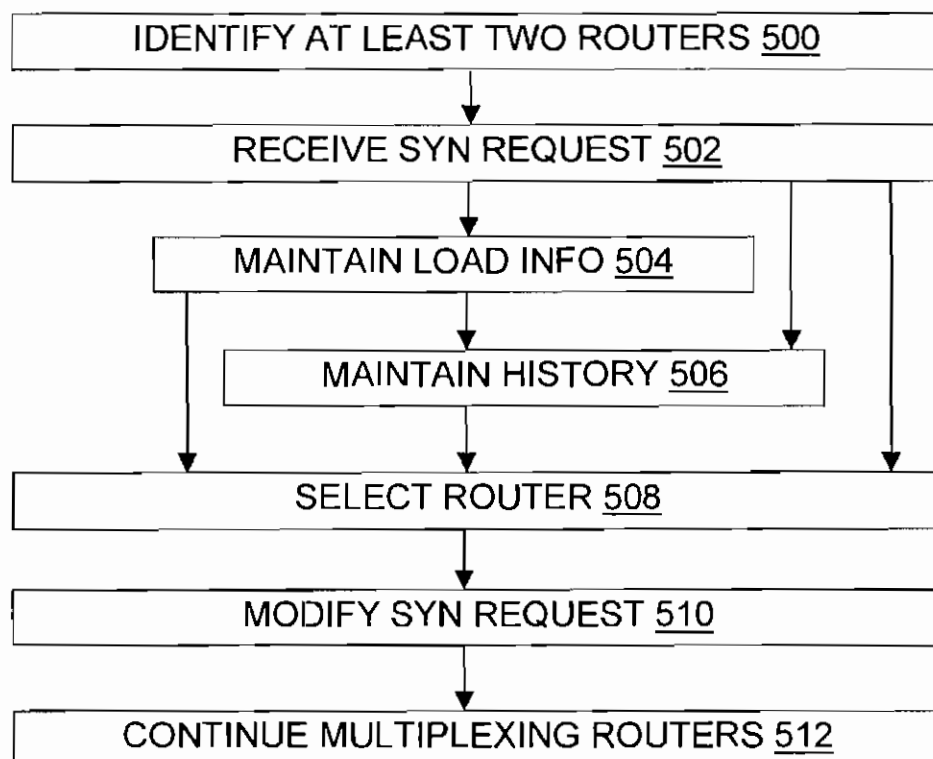 IDENTIFY AT LEAST TWO ROUTERS 500
RECEIVE SYN REQUEST 502
MAINTAIN LOAD INFO 504
MAINTAIN HISTORY 506
SELECT ROUTER 508
MODIFY SYN REQUEST 510
CONTINUE MULTIPLEXING ROUTERS 512